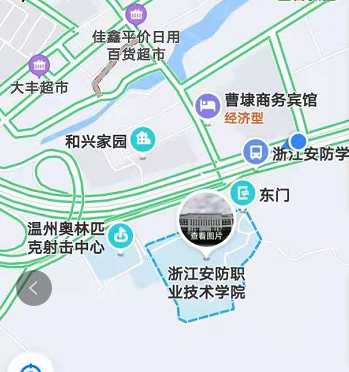 佳鑫平价日用
百货超市
大丰超市
曹埭商务宾馆
经济型
和兴家园
浙江安防学
东门
查看图片
温州奥林匹
克射击中心
浙江安防职
业技术学院